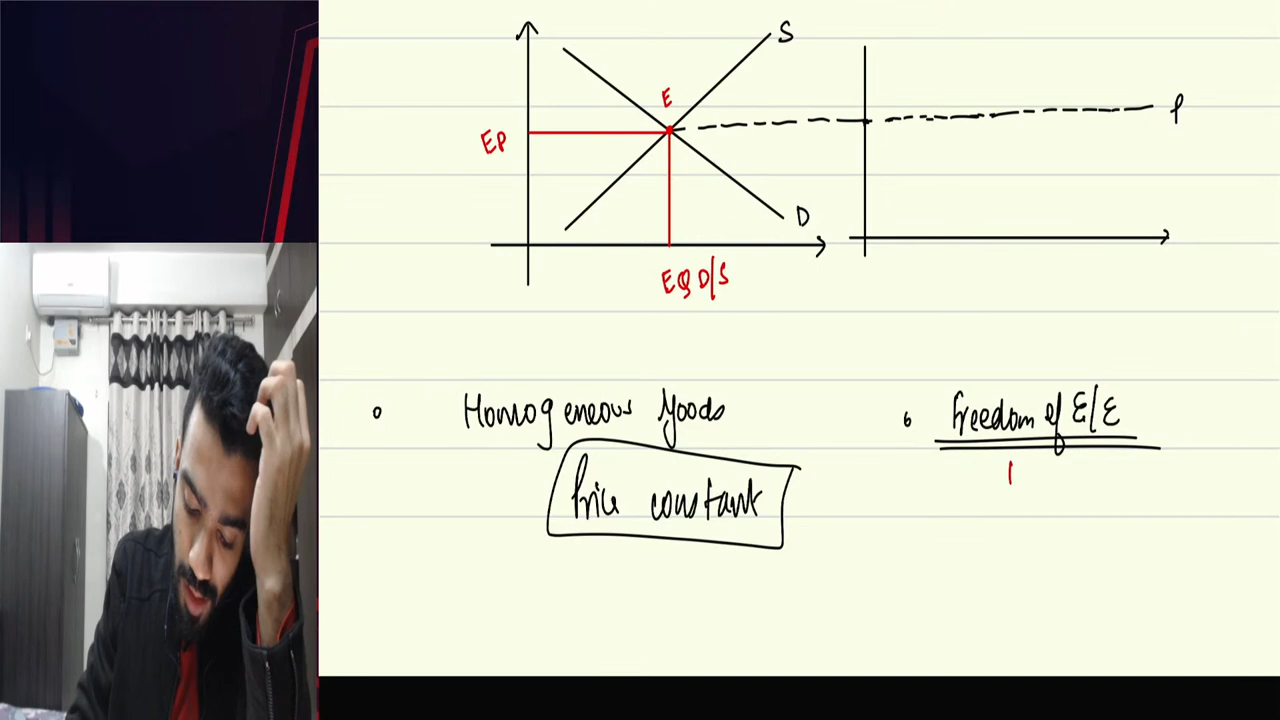 S
E
P
EP
D
EQ D/S
Homogeneous goods
freedom of E/E
Price constant